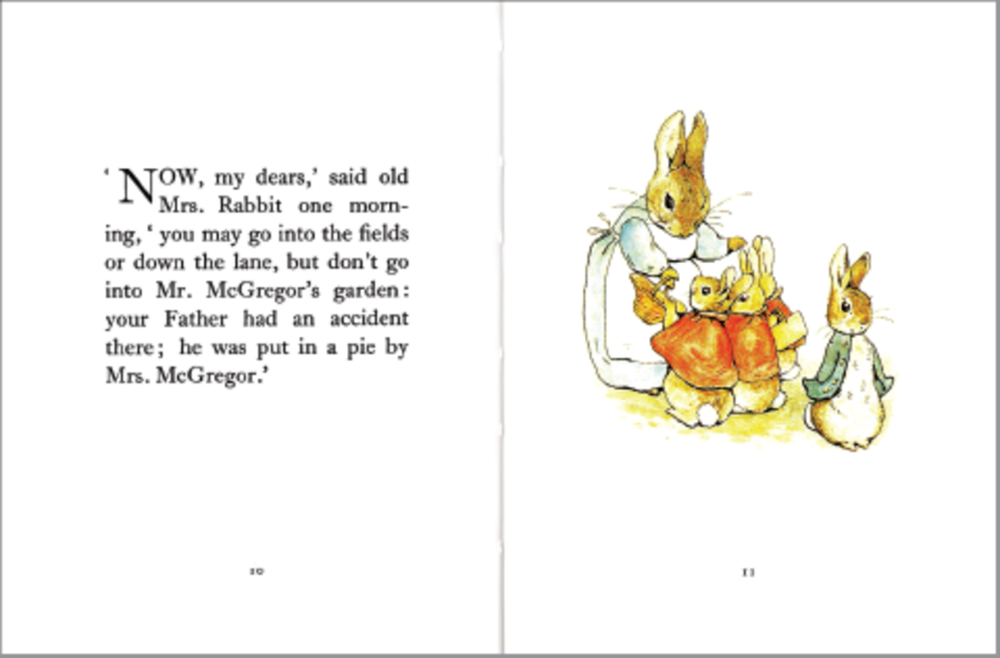 ‘ NOW, my dears,’ said old
Mrs. Rabbit one morn-
ing, ‘ you may go into the fields
or down the lane, but don't go
into Mr. McGregor’s garden:
your Father had an accident
there; he was put in a pie by
Mrs. McGregor.’
10
11